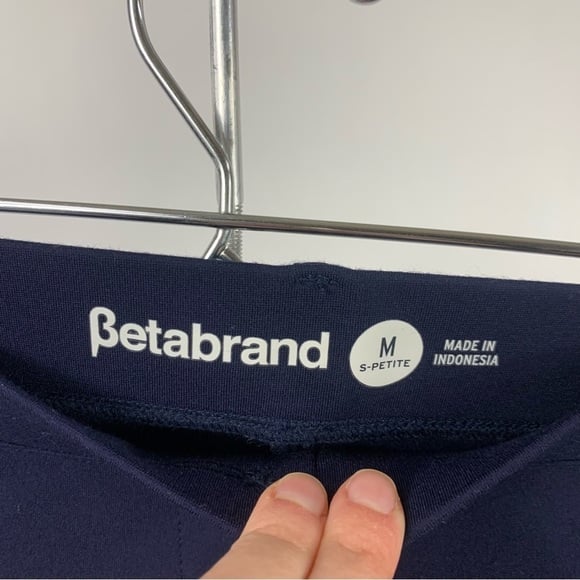 βetabrand
M
S-PETITE
MADE IN
INDONESIA